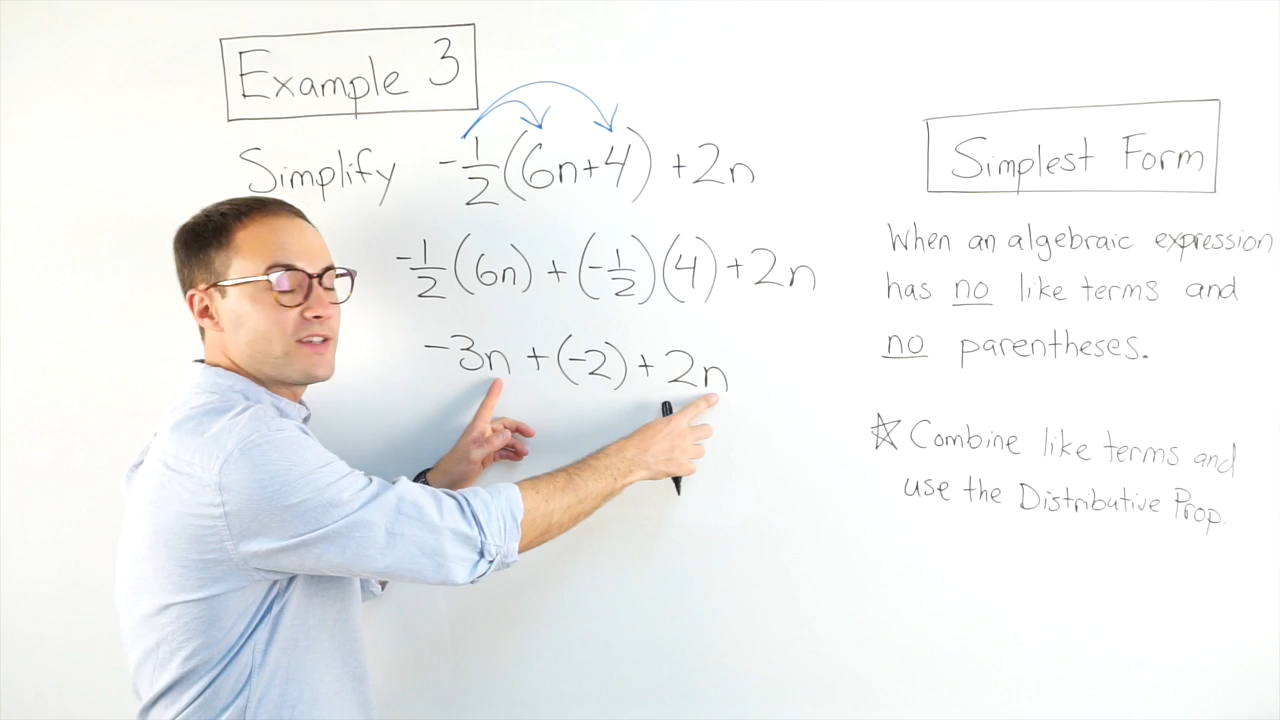 Example 3
Simplify -1/2(6n+4) +2n
-1/2(6n) + (-1/2)(4) + 2n
-3n + (-2) + 2n
Simplest Form
When an algebraic expression
has no like terms and
no parentheses.
☆ Combine like terms and
use the Distributive Prop.